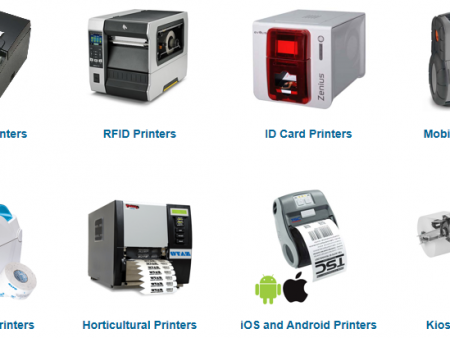 Zenius
nters
RFID Printers
ID Card Printers
Mobi
TSC
rinters
Horticultural Printers
iOS and Android Printers
Kios